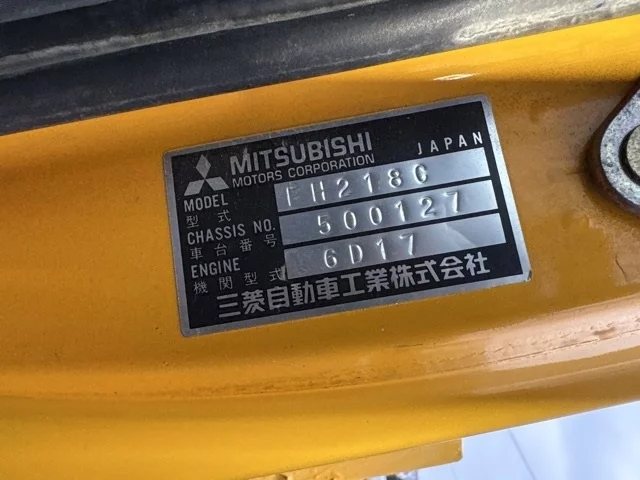 MITSUBISHI JAPAN
MOTORS CORPORATION
MODEL FH218C
型式
CHASSIS NO. 500127
車台番号
ENGINE 6D17
機関型式
三菱自動車工業株式会社